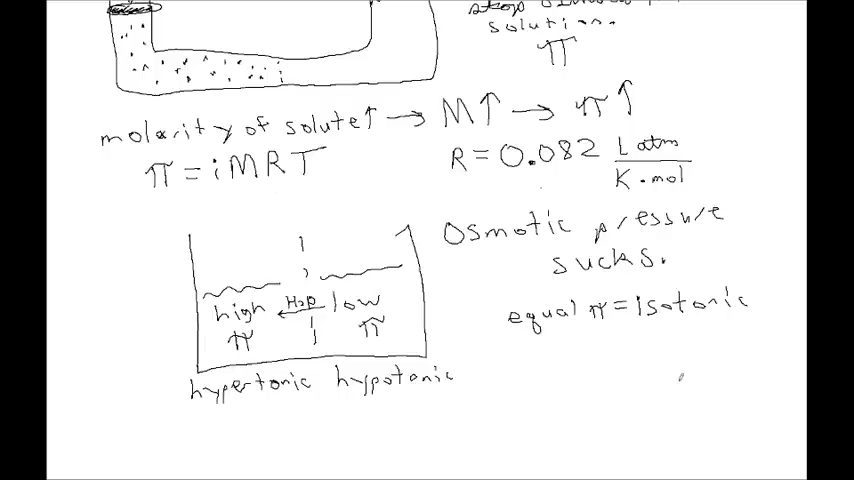 stop
solution.
π
molarity of solute↑ → M↑ → π↑
π = iMRT
R = 0.082 L atm / K · mol
Osmotic pressure
sucks.
high H2O low
π π
equal π = isotonic
hypertonic hypotonic